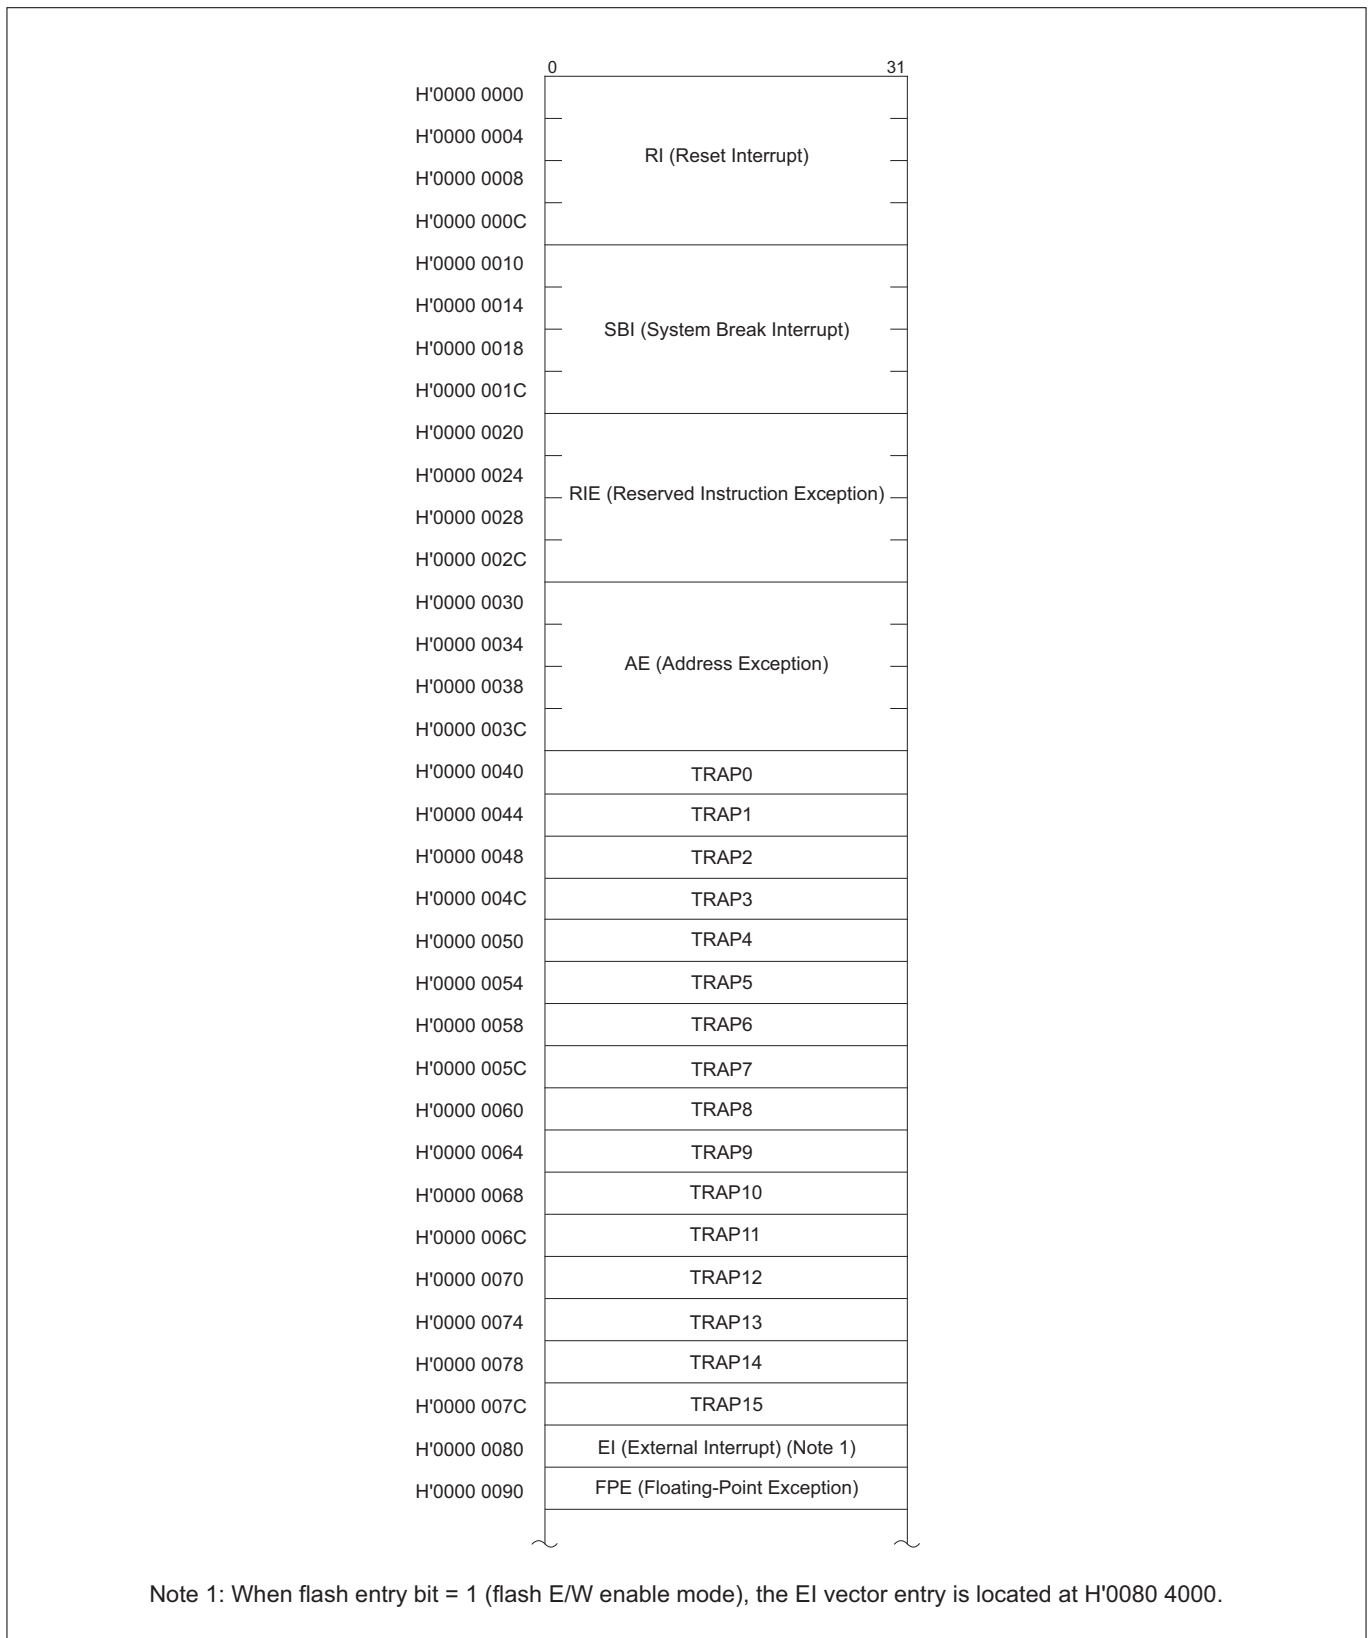 0 31
H'0000 0000
H'0000 0004
RI (Reset Interrupt)
H'0000 0008
H'0000 000C
H'0000 0010
H'0000 0014
SBI (System Break Interrupt)
H'0000 0018
H'0000 001C
H'0000 0020
H'0000 0024
RIE (Reserved Instruction Exception)
H'0000 0028
H'0000 002C
H'0000 0030
H'0000 0034
AE (Address Exception)
H'0000 0038
H'0000 003C
H'0000 0040 TRAP0
H'0000 0044 TRAP1
H'0000 0048 TRAP2
H'0000 004C TRAP3
H'0000 0050 TRAP4
H'0000 0054 TRAP5
H'0000 0058 TRAP6
H'0000 005C TRAP7
H'0000 0060 TRAP8
H'0000 0064 TRAP9
H'0000 0068 TRAP10
H'0000 006C TRAP11
H'0000 0070 TRAP12
H'0000 0074 TRAP13
H'0000 0078 TRAP14
H'0000 007C TRAP15
H'0000 0080 EI (External Interrupt) (Note 1)
H'0000 0090 FPE (Floating-Point Exception)
Note 1: When flash entry bit = 1 (flash E/W enable mode), the EI vector entry is located at H'0080 4000.